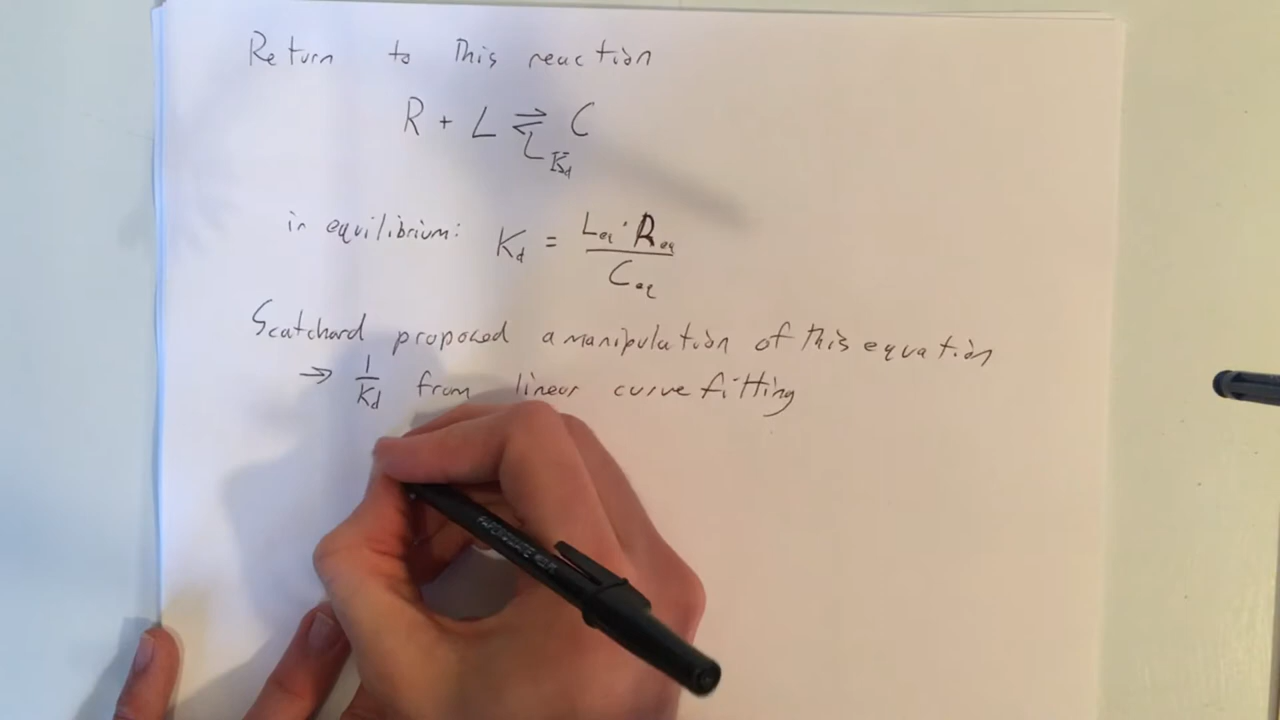 Return to this reaction
R + L ⇌ C
Kd
in equilibrium: Kd = Leq · Req / Ceq
Scatchard proposed a manipulation of this equation
⇒ 1/Kd from linear curve fitting
PAPERMATE